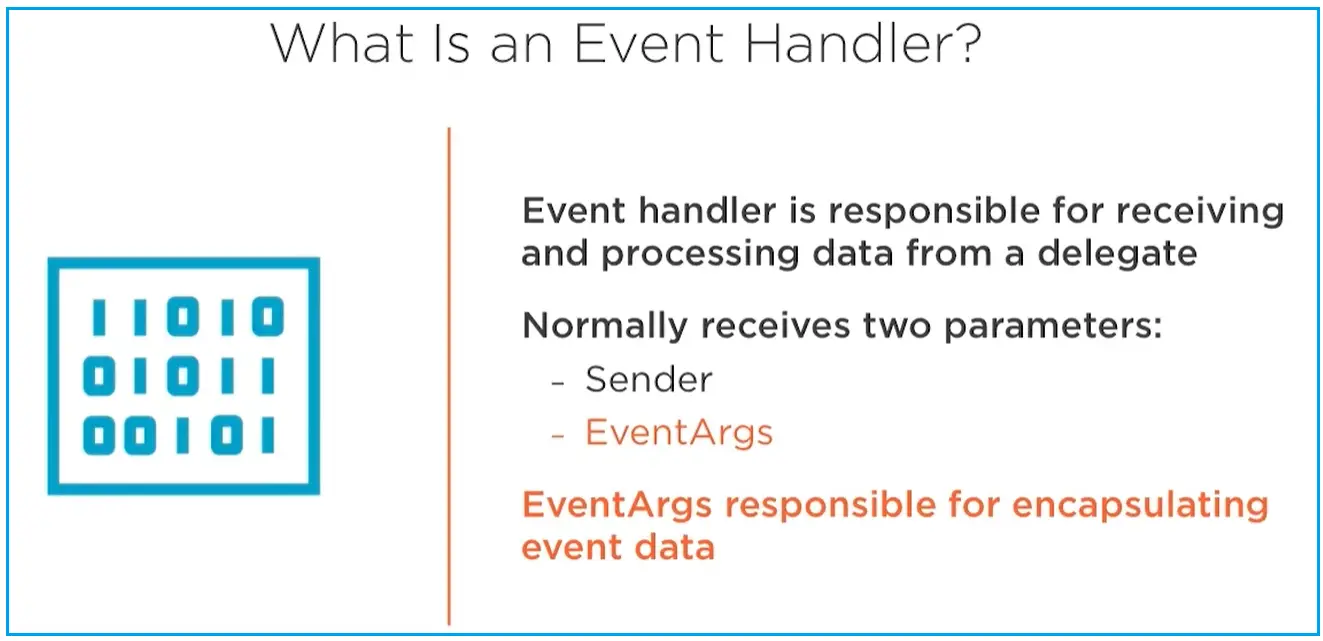 What Is an Event Handler?
Event handler is responsible for receiving
and processing data from a delegate
Normally receives two parameters:
- Sender
- EventArgs
EventArgs responsible for encapsulating
event data
11010
01011
00101